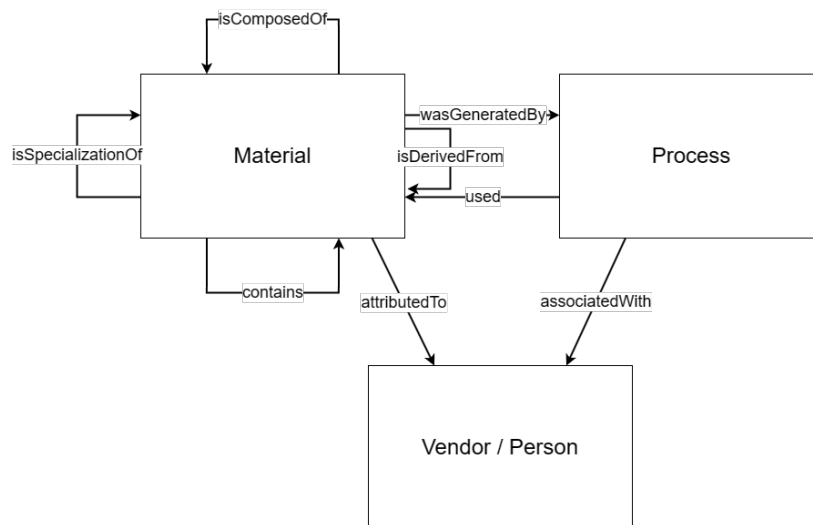 isComposedOf
wasGeneratedBy
isSpecializationOf
Material
isDerivedFrom
Process
used
contains
attributedTo
associatedWith
Vendor / Person